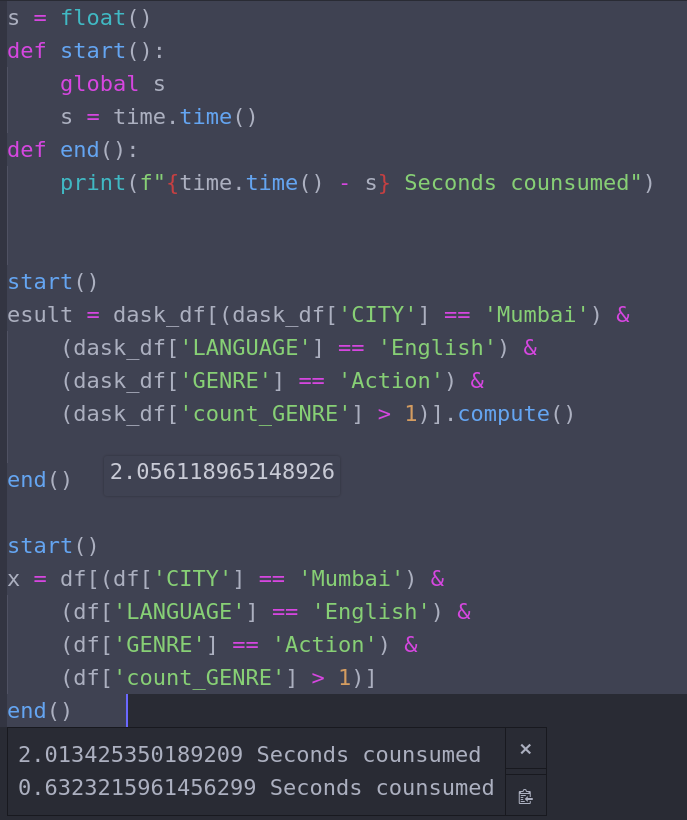 s = float()
def start():
    global s
    s = time.time()
def end():
    print(f"{time.time() - s} Seconds counsumed")
start()
esult = dask_df[(dask_df['CITY'] == 'Mumbai') &
    (dask_df['LANGUAGE'] == 'English') &
    (dask_df['GENRE'] == 'Action') &
    (dask_df['count_GENRE'] > 1)].compute()
end() 2.056118965148926
start()
x = df[(df['CITY'] == 'Mumbai') &
    (df['LANGUAGE'] == 'English') &
    (df['GENRE'] == 'Action') &
    (df['count_GENRE'] > 1)]
end()
2.013425350189209 Seconds counsumed
0.6323215961456299 Seconds counsumed